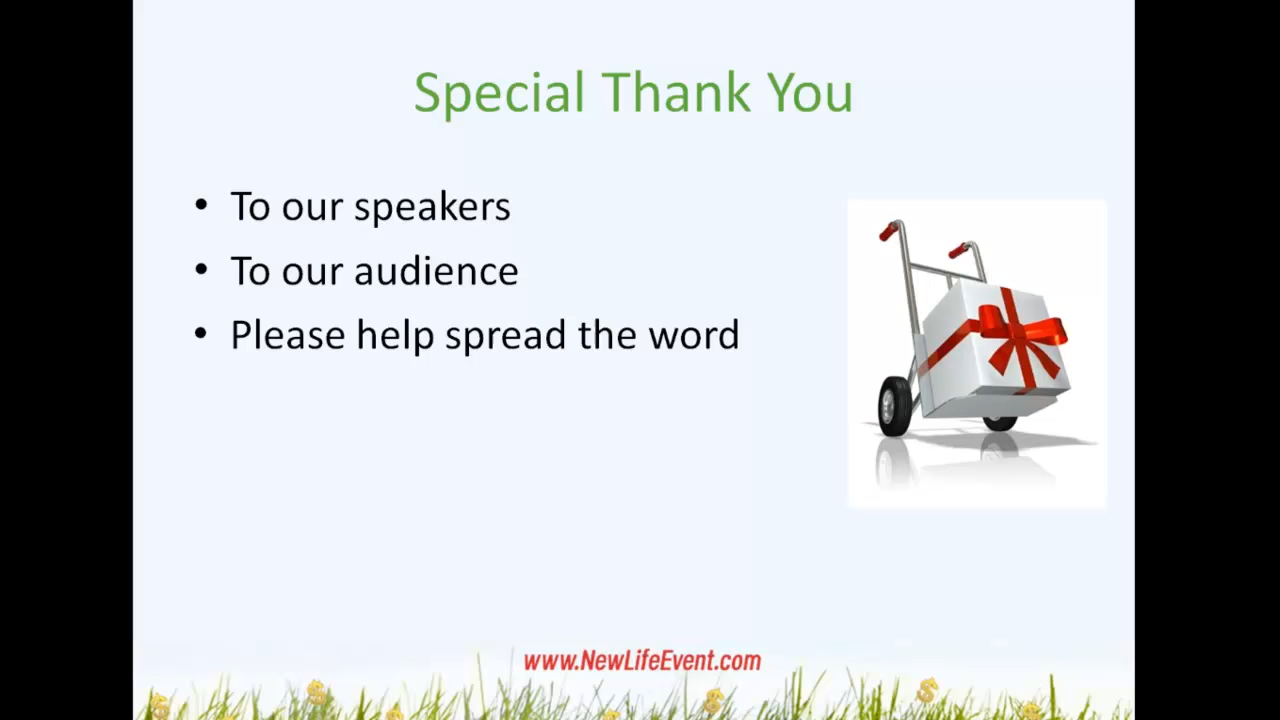 Special Thank You
• To our speakers
• To our audience
• Please help spread the word
www.NewLifeEvent.com